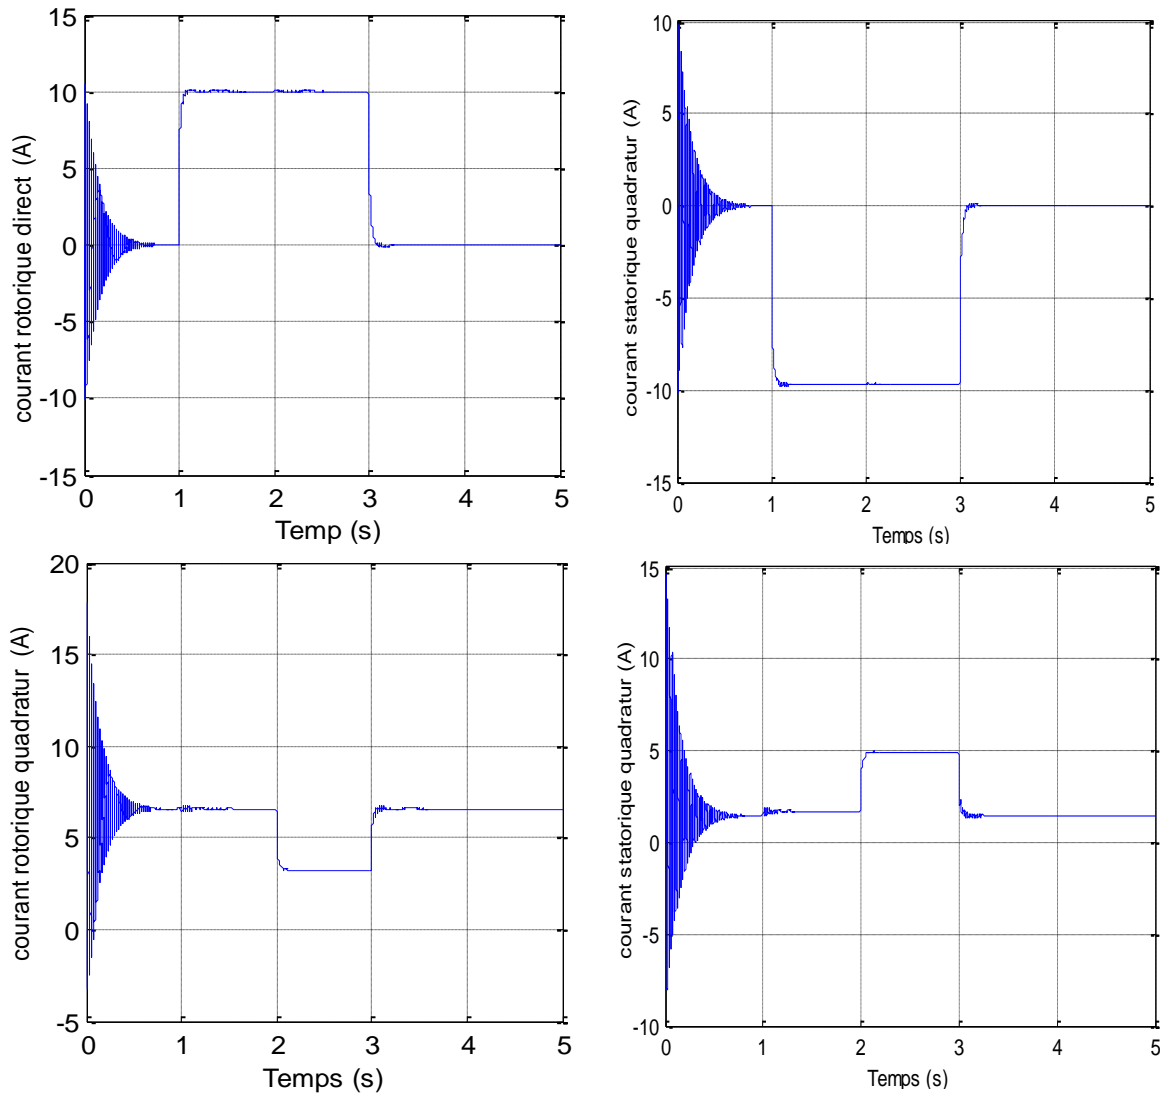 courant rotorique direct (A)
15
10
5
0
-5
-10
-15
0 1 2 3 4 5
Temp (s)
courant statorique quadratur (A)
10
5
0
-5
-10
-15
0 1 2 3 4 5
Temps (s)
courant rotorique quadratur (A)
20
15
10
5
0
-5
0 1 2 3 4 5
Temps (s)
courant statorique quadratur (A)
15
10
5
0
-5
-10
0 1 2 3 4 5
Temps (s)